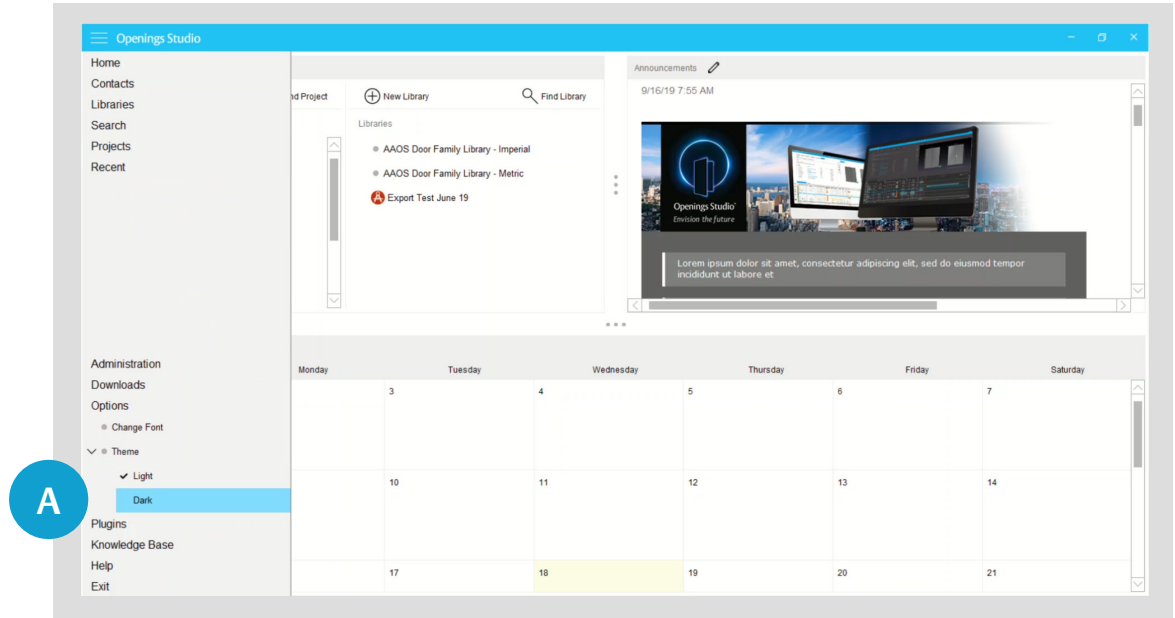 Openings Studio
Home
Contacts
Libraries
Search
Projects
Recent
Administration
Downloads
Options
Change Font
Theme
Light
Dark
Plugins
Knowledge Base
Help
Exit
A
nd Project
New Library
Find Library
Libraries
AAOS Door Family Library - Imperial
AAOS Door Family Library - Metric
Export Test June 19
Announcements
9/16/19 7:55 AM
Openings Studio
Envision the future
Lorem ipsum dolor sit amet, consectetur adipiscing elit, sed do eiusmod tempor
incididunt ut labore et
Monday Tuesday Wednesday Thursday Friday Saturday
3 4 5 6 7
10 11 12 13 14
17 18 19 20 21